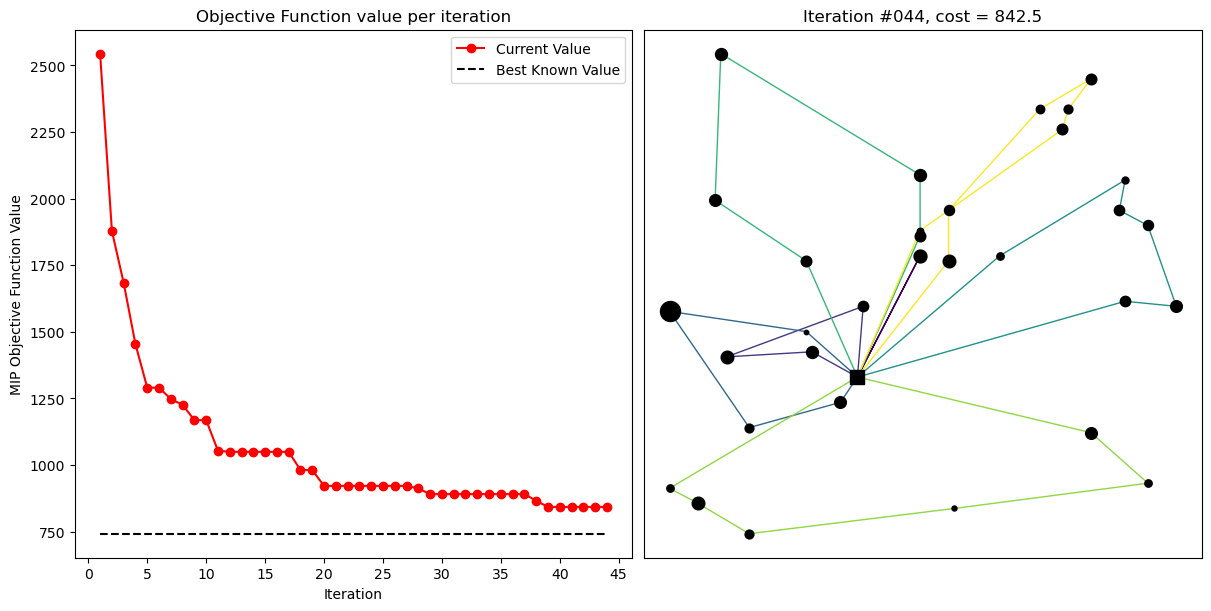 Objective Function value per iteration
Current Value
Best Known Value
MIP Objective Function Value
2500
2250
2000
1750
1500
1250
1000
750
0 5 10 15 20 25 30 35 40 45
Iteration
Iteration #044, cost = 842.5